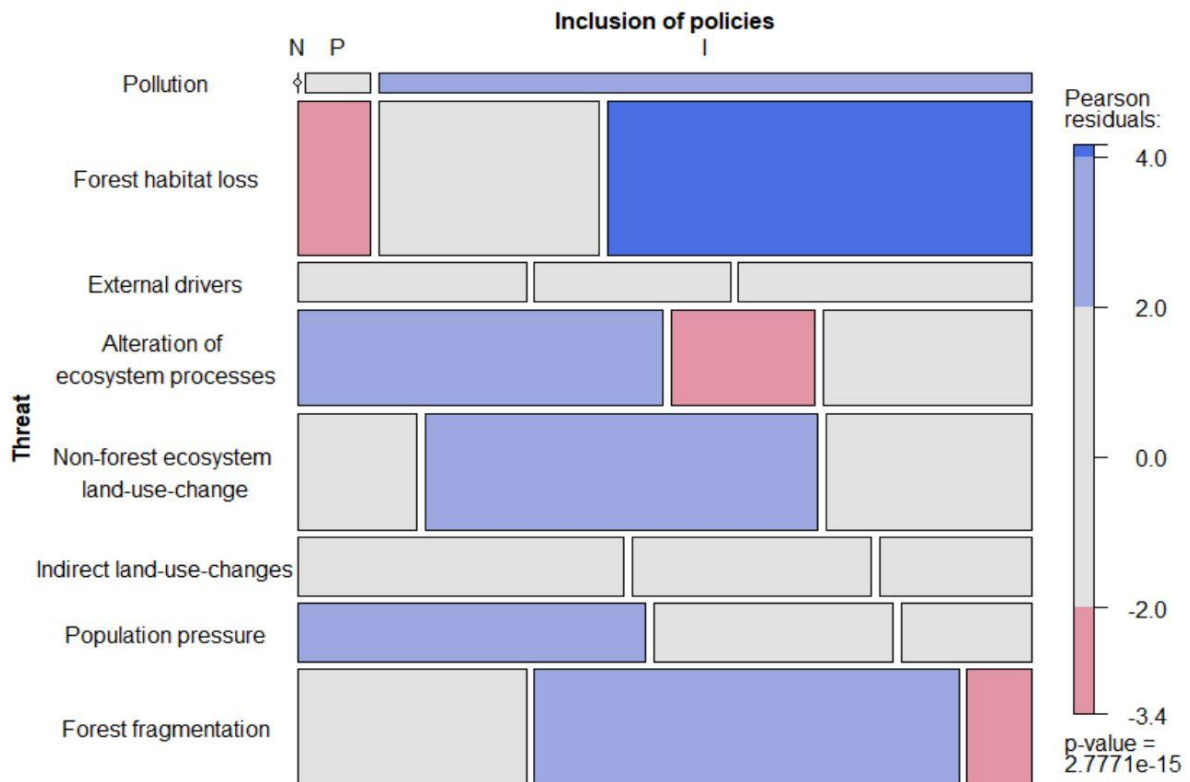 Inclusion of policies
N P I
Pollution
Forest habitat loss
External drivers
Alteration of
ecosystem processes
Non-forest ecosystem
land-use-change
Indirect land-use-changes
Population pressure
Forest fragmentation
Threat
Pearson
residuals:
4.0
2.0
0.0
-2.0
-3.4
p-value =
2.7771e-15